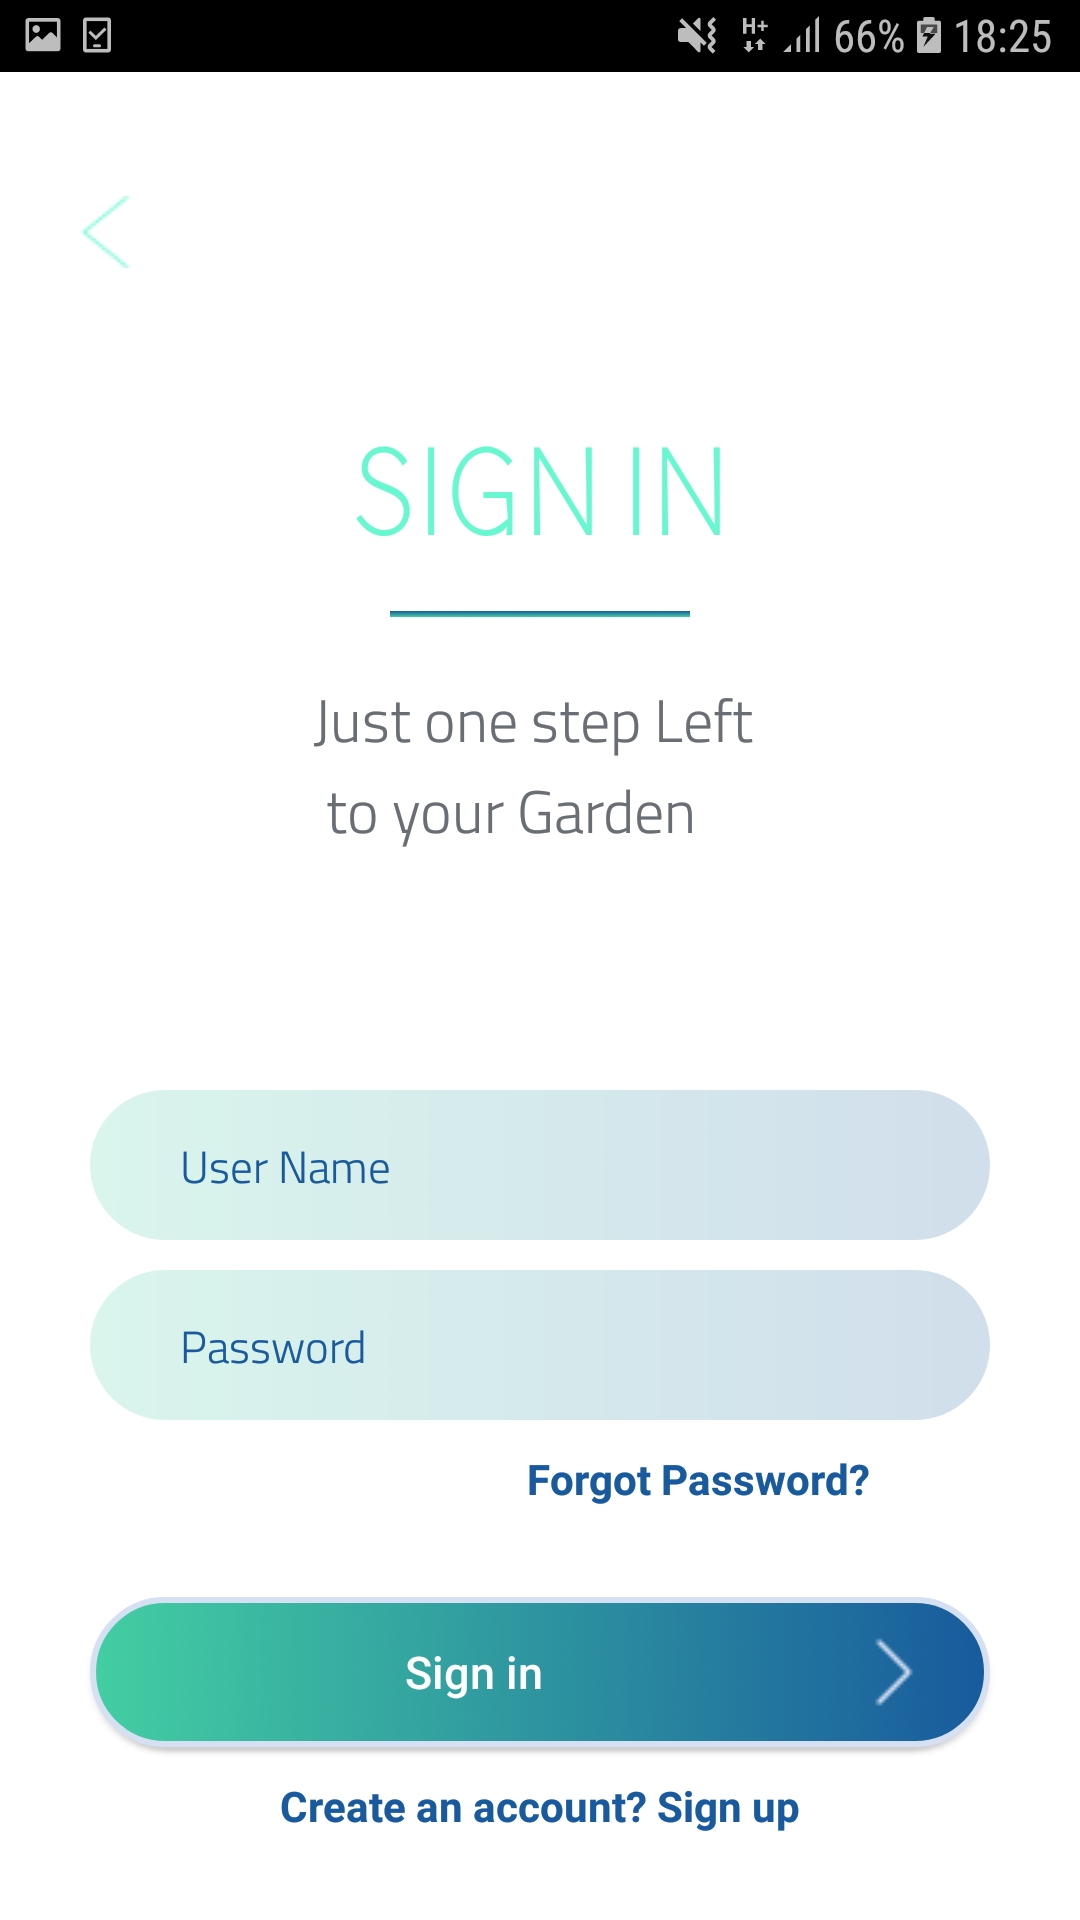 H+ 66% 18:25
SIGN IN
Just one step Left
to your Garden
User Name
Password
Forgot Password?
Sign in
Create an account? Sign up